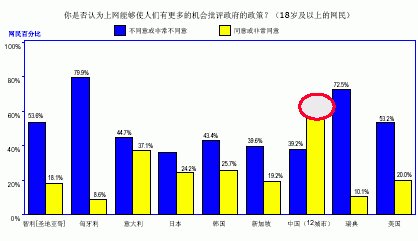 你是否认为上网能够使人们有更多的机会批评政府的政策？（18岁及以上的网民）
网民百分比
不同意或非常不同意 同意或非常同意
100%
80%
60%
40%
20%
0%
53.6% 18.1% 79.9% 8.6% 44.7% 37.1% 24.2% 43.4% 25.7% 39.6% 19.2% 39.2% 72.5% 10.1% 53.2% 20.0%
智利[圣地亚哥] 匈牙利 意大利 日本 韩国 新加坡 中国（12城市） 瑞典 美国